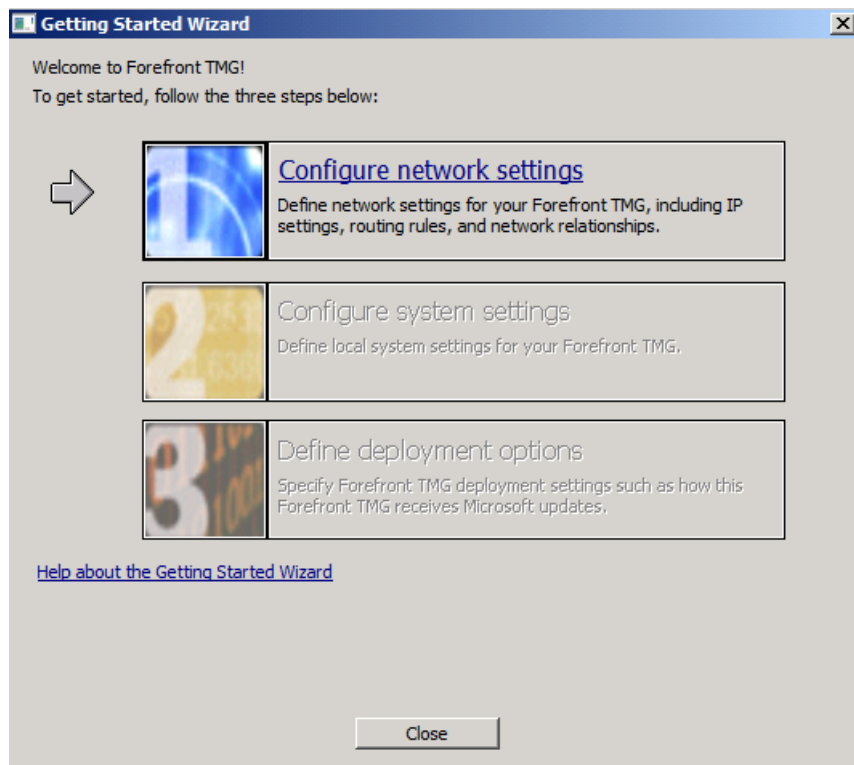 Getting Started Wizard
Welcome to Forefront TMG!
To get started, follow the three steps below:
1
Configure network settings
Define network settings for your Forefront TMG, including IP
settings, routing rules, and network relationships.
2
Configure system settings
Define local system settings for your Forefront TMG.
3
Define deployment options
Specify Forefront TMG deployment settings such as how this
Forefront TMG receives Microsoft updates.
Help about the Getting Started Wizard
Close